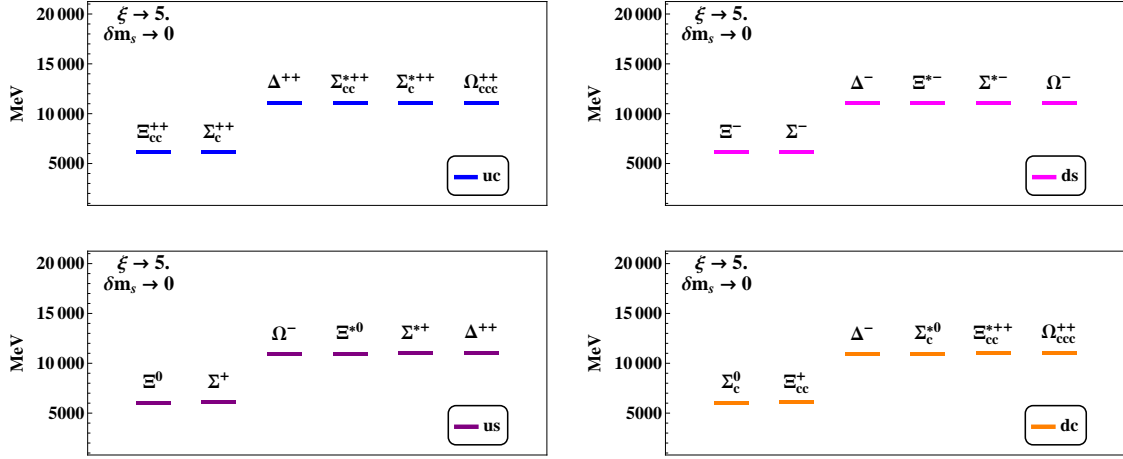 ξ → 5.
δm_s → 0
20 000
15 000
10 000
5000
MeV
Ξ_cc^++ Σ_c^++ Δ^++ Σ_cc^*++ Σ_c^*++ Ω_ccc^++
uc
ξ → 5.
δm_s → 0
20 000
15 000
10 000
5000
MeV
Ξ^- Σ^- Δ^- Ξ^*- Σ^*- Ω^-
ds
ξ → 5.
δm_s → 0
20 000
15 000
10 000
5000
MeV
Ξ^0 Σ^+ Ω^- Ξ^*0 Σ^*+ Δ^++
us
ξ → 5.
δm_s → 0
20 000
15 000
10 000
5000
MeV
Σ_c^0 Ξ_cc^+ Δ^- Σ_c^*0 Ξ_cc^*++ Ω_ccc^++
dc